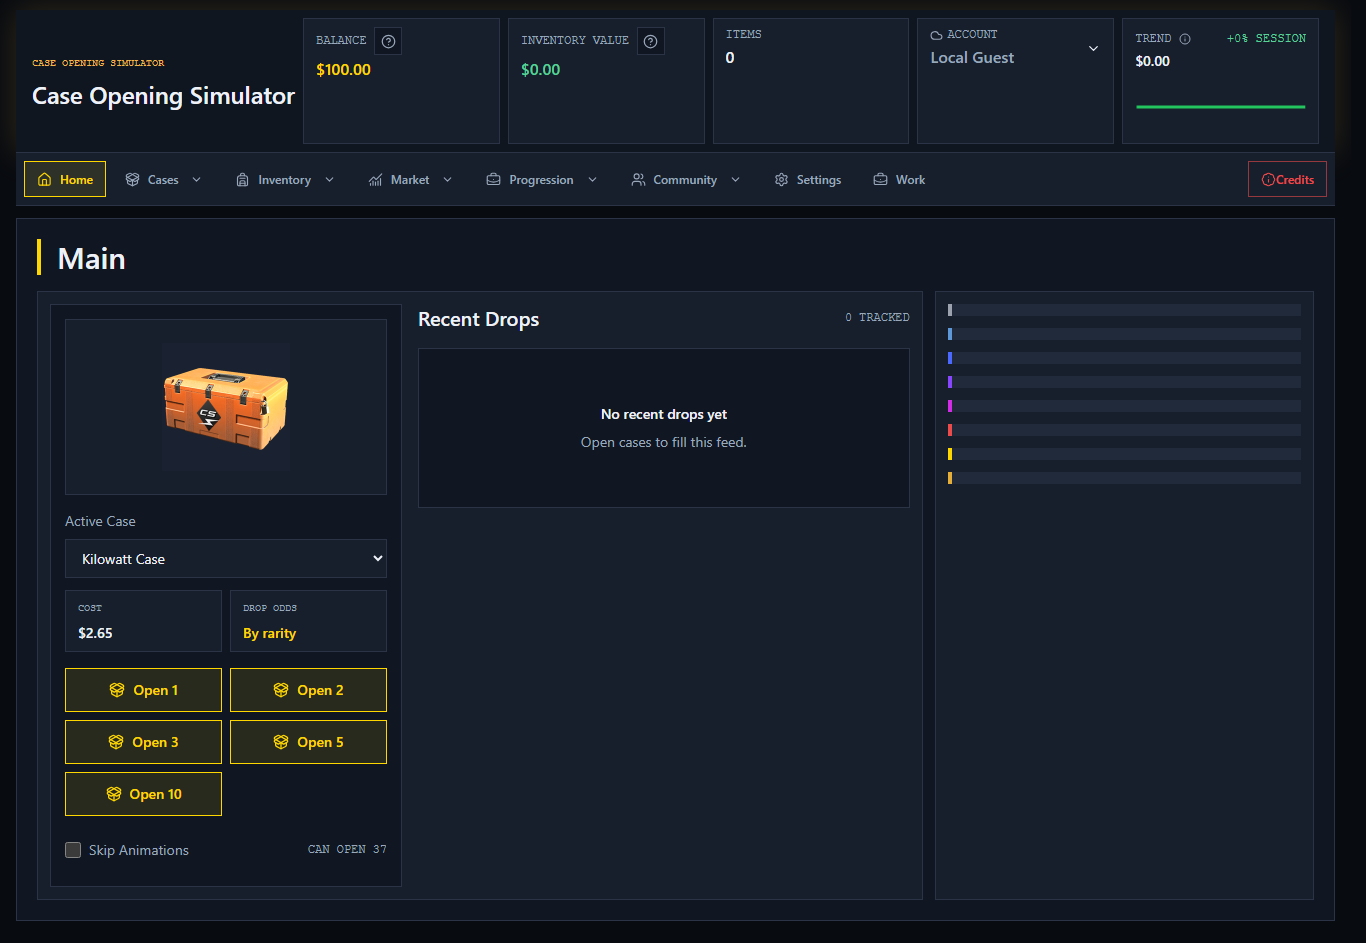 CASE OPENING SIMULATOR
Case Opening Simulator
BALANCE
$100.00
INVENTORY VALUE
$0.00
ITEMS
0
ACCOUNT
Local Guest
TREND
+0% SESSION
$0.00
Home
Cases
Inventory
Market
Progression
Community
Settings
Work
Credits
Main
CS
Active Case
Kilowatt Case
COST
$2.65
DROP ODDS
By rarity
Open 1
Open 2
Open 3
Open 5
Open 10
Skip Animations
CAN OPEN 37
Recent Drops
0 TRACKED
No recent drops yet
Open cases to fill this feed.